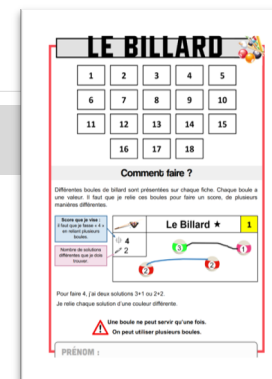 LE BILLARD
1 2 3 4 5
6 7 8 9 10
11 12 13 14 15
16 17 18
Comment faire ?
Différentes boules de billard sont présentées sur chaque fiche. Chaque boule a
une valeur. Il faut que je relie ces boules pour faire un score, de plusieurs
manières différentes.
Score que je vise :
Il faut que je fasse « 4 »
en reliant plusieurs
boules.
Nombre de solutions
différentes que je dois
trouver.
Le Billard ★ 1
4
2
3 1
2 2
Pour faire 4, j'ai deux solutions 3+1 ou 2+2.
Je relie chaque solution d'une couleur différente.
Une boule ne peut servir qu'une fois.
On peut utiliser plusieurs boules.
PRÉNOM :